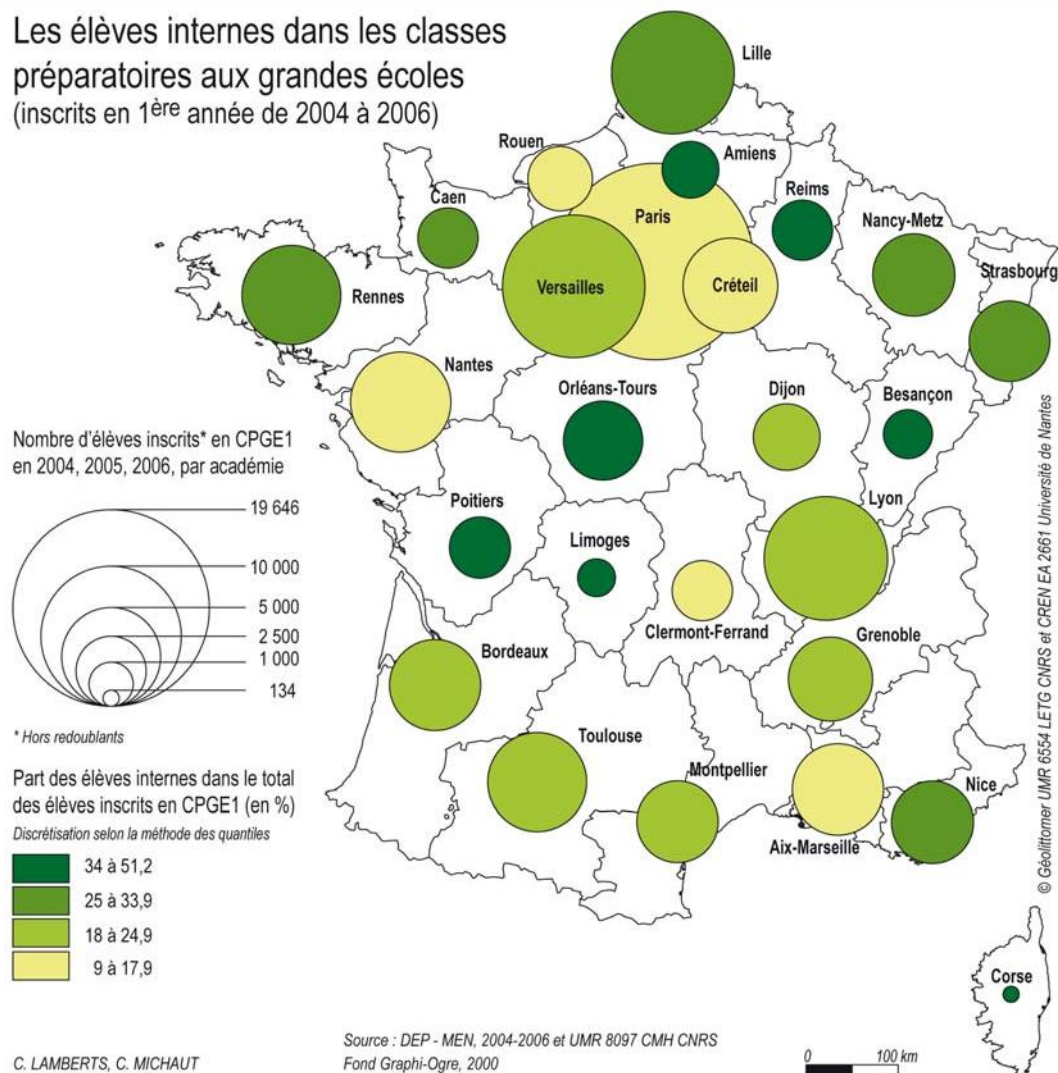 Les élèves internes dans les classes
préparatoires aux grandes écoles
(inscrits en 1ère année de 2004 à 2006)
Lille
Rouen
Amiens
Caen
Paris
Reims
Nancy-Metz
Strasbourg
Versailles
Créteil
Rennes
Nantes
Orléans-Tours
Dijon
Besançon
Nombre d'élèves inscrits* en CPGE1
en 2004, 2005, 2006, par académie
19 646
10 000
5 000
2 500
1 000
134
* Hors redoublants
Poitiers
Limoges
Lyon
Clermont-Ferrand
Grenoble
Bordeaux
Toulouse
Montpellier
Nice
Aix-Marseille
Corse
Part des élèves internes dans le total
des élèves inscrits en CPGE1 (en %)
Discrétisation selon la méthode des quantiles
34 à 51,2
25 à 33,9
18 à 24,9
9 à 17,9
© Géolittomer UMR 6554 LETG CNRS et CREN EA 2661 Université de Nantes
C. LAMBERTS, C. MICHAUT
Source : DEP - MEN, 2004-2006 et UMR 8097 CMH CNRS
Fond Graphi-Ogre, 2000
0 100 km